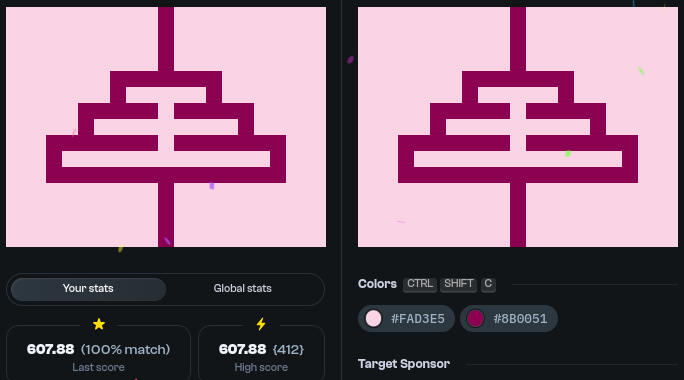 Colors CTRL SHIFT C
Your stats Global stats
#FAD3E5 #8B0051
607.88 (100% match) 607.88 {412}
Last score High score
Target Sponsor